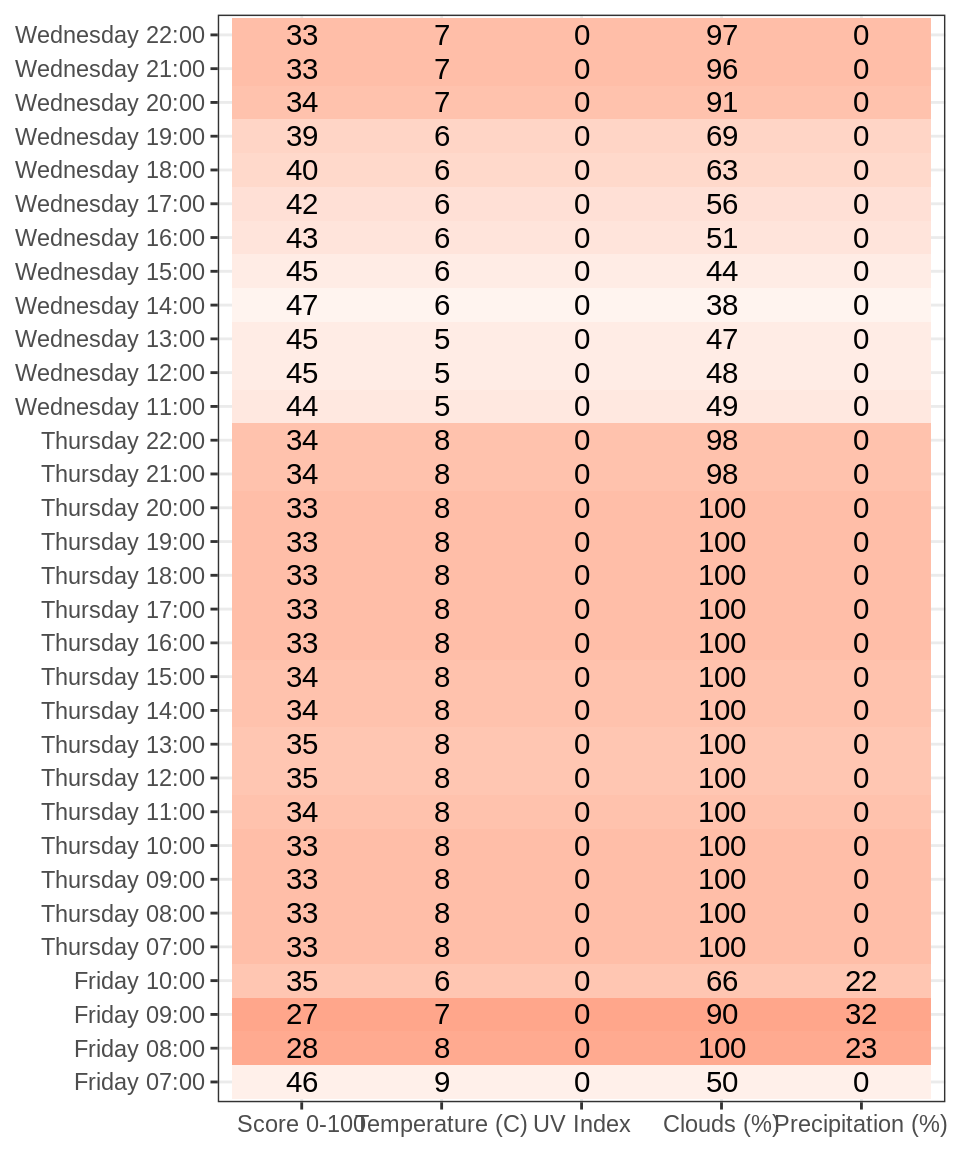 Wednesday 22:00 33 7 0 97 0
Wednesday 21:00 33 7 0 96 0
Wednesday 20:00 34 7 0 91 0
Wednesday 19:00 39 6 0 69 0
Wednesday 18:00 40 6 0 63 0
Wednesday 17:00 42 6 0 56 0
Wednesday 16:00 43 6 0 51 0
Wednesday 15:00 45 6 0 44 0
Wednesday 14:00 47 6 0 38 0
Wednesday 13:00 45 5 0 47 0
Wednesday 12:00 45 5 0 48 0
Wednesday 11:00 44 5 0 49 0
Thursday 22:00 34 8 0 98 0
Thursday 21:00 34 8 0 98 0
Thursday 20:00 33 8 0 100 0
Thursday 19:00 33 8 0 100 0
Thursday 18:00 33 8 0 100 0
Thursday 17:00 33 8 0 100 0
Thursday 16:00 33 8 0 100 0
Thursday 15:00 34 8 0 100 0
Thursday 14:00 34 8 0 100 0
Thursday 13:00 35 8 0 100 0
Thursday 12:00 35 8 0 100 0
Thursday 11:00 34 8 0 100 0
Thursday 10:00 33 8 0 100 0
Thursday 09:00 33 8 0 100 0
Thursday 08:00 33 8 0 100 0
Thursday 07:00 33 8 0 100 0
Friday 10:00 35 6 0 66 22
Friday 09:00 27 7 0 90 32
Friday 08:00 28 8 0 100 23
Friday 07:00 46 9 0 50 0
Score 0-100 Temperature (C) UV Index Clouds (%) Precipitation (%)